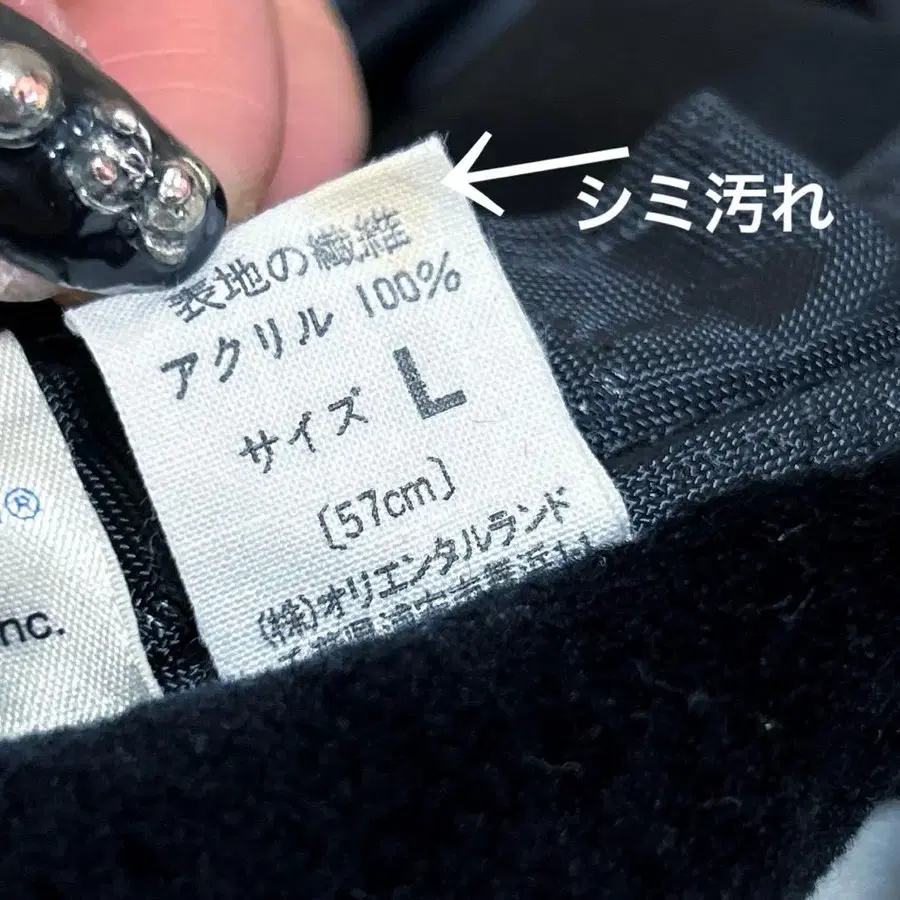 シミ汚れ
表地の繊維
アクリル 100%
サイズ L
〔57cm〕
(株)オリエンタルランド
®
nc.